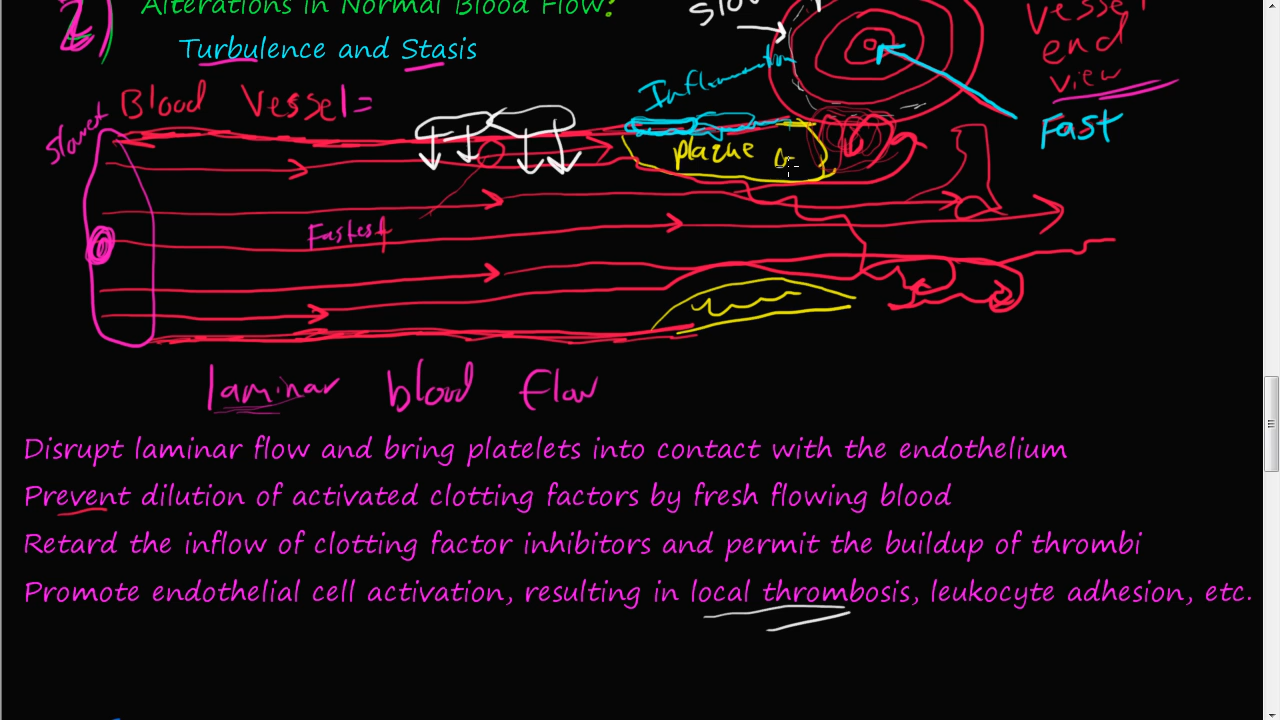 2) Alterations in Normal Blood Flow:
Turbulence and Stasis
Slow
Vessel
end
view
Inflammation
Fast
Blood Vessel =
Slowest
plaque
Fastest
laminar blood flow
Disrupt laminar flow and bring platelets into contact with the endothelium
Prevent dilution of activated clotting factors by fresh flowing blood
Retard the inflow of clotting factor inhibitors and permit the buildup of thrombi
Promote endothelial cell activation, resulting in local thrombosis, leukocyte adhesion, etc.